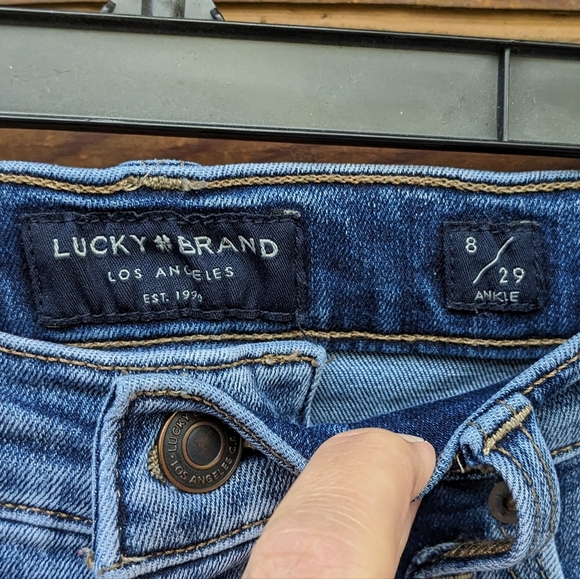 LUCKY BRAND
LOS ANGELES
EST. 1990
8/29
ANKLE
LUCKY
LOS ANGELES